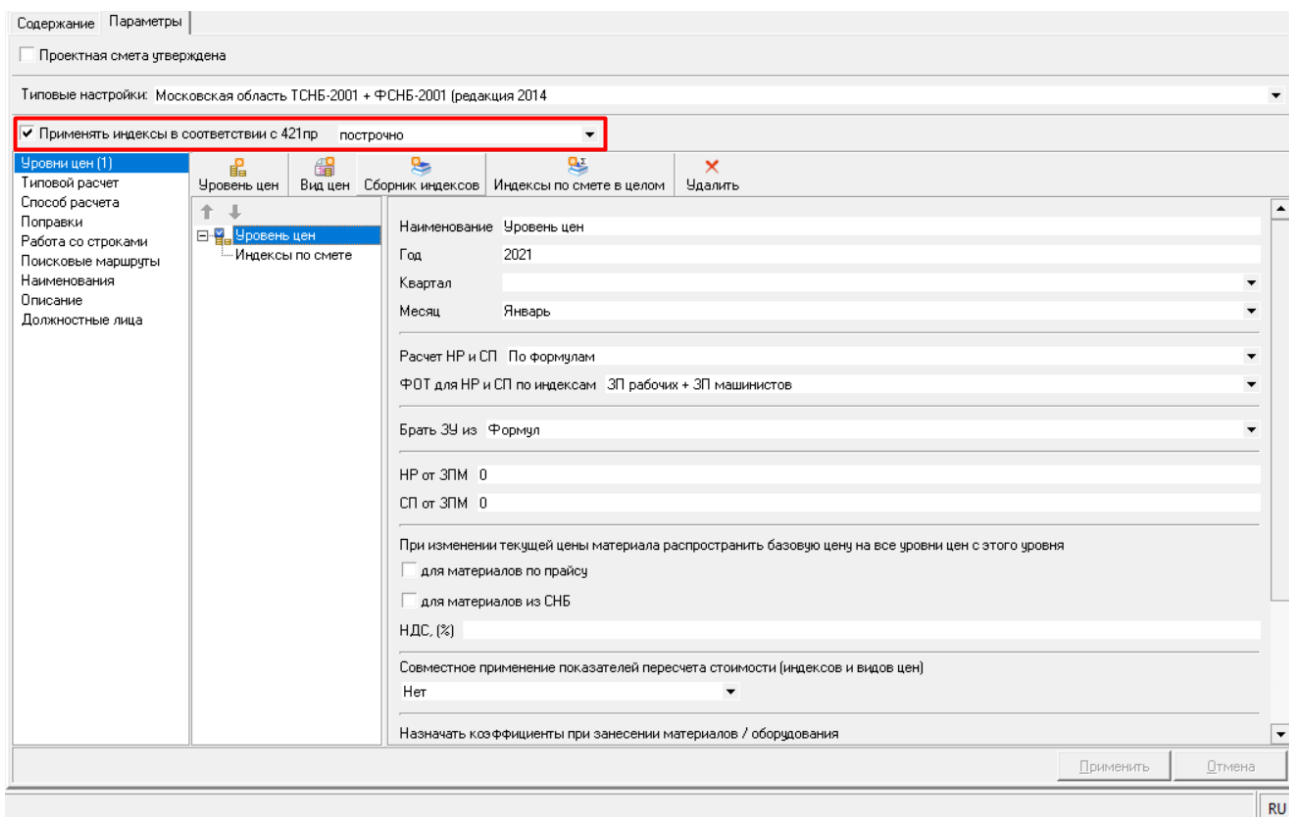 Содержание Параметры
Проектная смета утверждена
Типовые настройки: Московская область ТСНБ-2001 + ФСНБ-2001 (редакция 2014
Применять индексы в соответствии с 421пр построчно
Уровни цен (1)
Типовой расчет
Способ расчета
Поправки
Работа со строками
Поисковые маршруты
Наименования
Описание
Должностные лица
Уровень цен Вид цен Сборник индексов Индексы по смете в целом Удалить
Уровень цен
Индексы по смете
Наименование Уровень цен
Год 2021
Квартал
Месяц Январь
Расчет НР и СП По формулам
ФОТ для НР и СП по индексам ЗП рабочих + ЗП машинистов
Брать ЗУ из Формул
НР от ЗПМ 0
СП от ЗПМ 0
При изменении текущей цены материала распространить базовую цену на все уровни цен с этого уровня
для материалов по прайсу
для материалов из СНБ
НДС, (%)
Совместное применение показателей пересчета стоимости (индексов и видов цен)
Нет
Назначать коэффициенты при занесении материалов / оборудования
Применить Отмена
RU